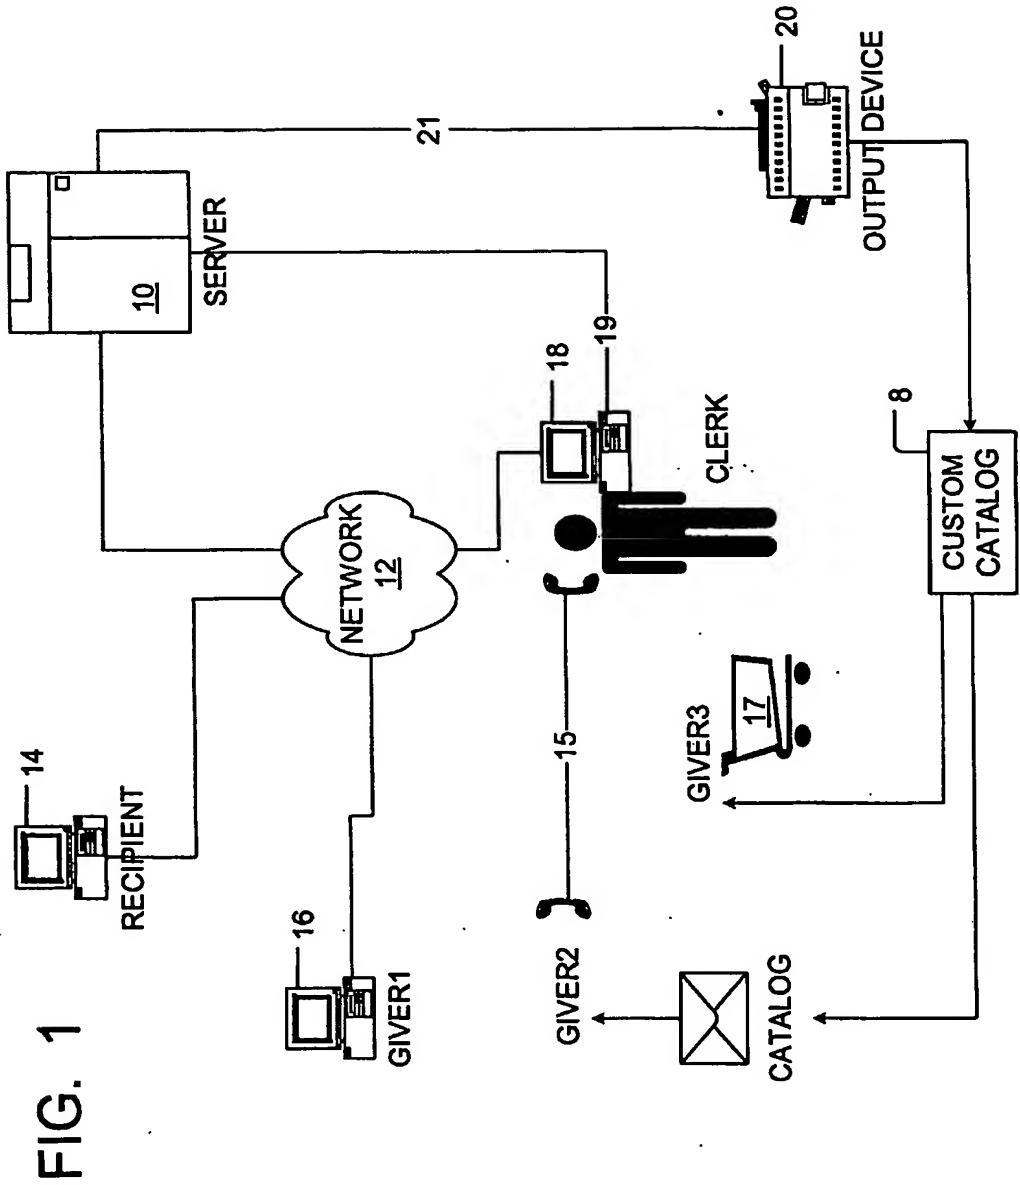 FIG. 1
RECIPIENT
14
GIVER1
16
NETWORK
12
10
SERVER
21
20
OUTPUT DEVICE
18
19
CLERK
15
GIVER2
CATALOG
GIVER3
17
8
CUSTOM
CATALOG